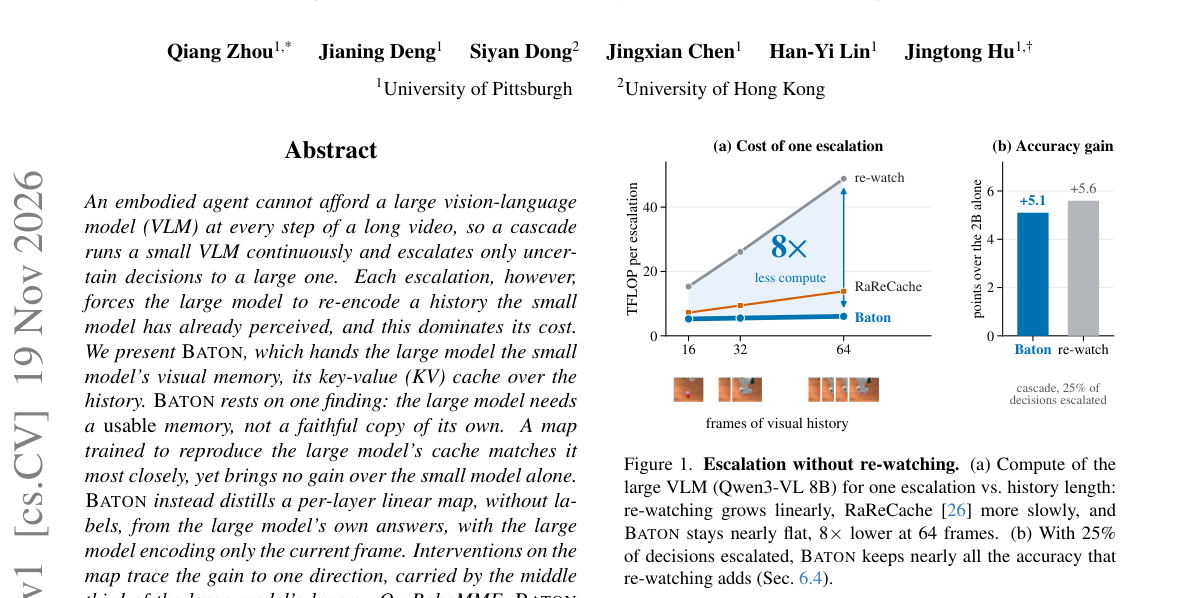 Qiang Zhou1,* Jianing Deng1 Siyan Dong2 Jingxian Chen1 Han-Yi Lin1 Jingtong Hu1,†
1University of Pittsburgh 2University of Hong Kong
v1 [cs.CV] 19 Nov 2026
Abstract
An embodied agent cannot afford a large vision-language
model (VLM) at every step of a long video, so a cascade
runs a small VLM continuously and escalates only uncer-
tain decisions to a large one. Each escalation, however,
forces the large model to re-encode a history the small
model has already perceived, and this dominates its cost.
We present BATON, which hands the large model the small
model's visual memory, its key-value (KV) cache over the
history. BATON rests on one finding: the large model needs
a usable memory, not a faithful copy of its own. A map
trained to reproduce the large model's cache matches it
most closely, yet brings no gain over the small model alone.
BATON instead distills a per-layer linear map, without la-
bels, from the large model's own answers, with the large
model encoding only the current frame. Interventions on the
map trace the gain to one direction, carried by the middle
(a) Cost of one escalation
TFLOP per escalation
40
20
0
16
32
64
re-watch
8×
less compute
RaReCache
Baton
frames of visual history
(b) Accuracy gain
points over the 2B alone
6
4
2
0
+5.1
+5.6
Baton re-watch
cascade, 25% of
decisions escalated
Figure 1. Escalation without re-watching. (a) Compute of the
large VLM (Qwen3-VL 8B) for one escalation vs. history length:
re-watching grows linearly, RaReCache [26] more slowly, and
BATON stays nearly flat, 8× lower at 64 frames. (b) With 25%
of decisions escalated, BATON keeps nearly all the accuracy that
re-watching adds (Sec. 6.4).